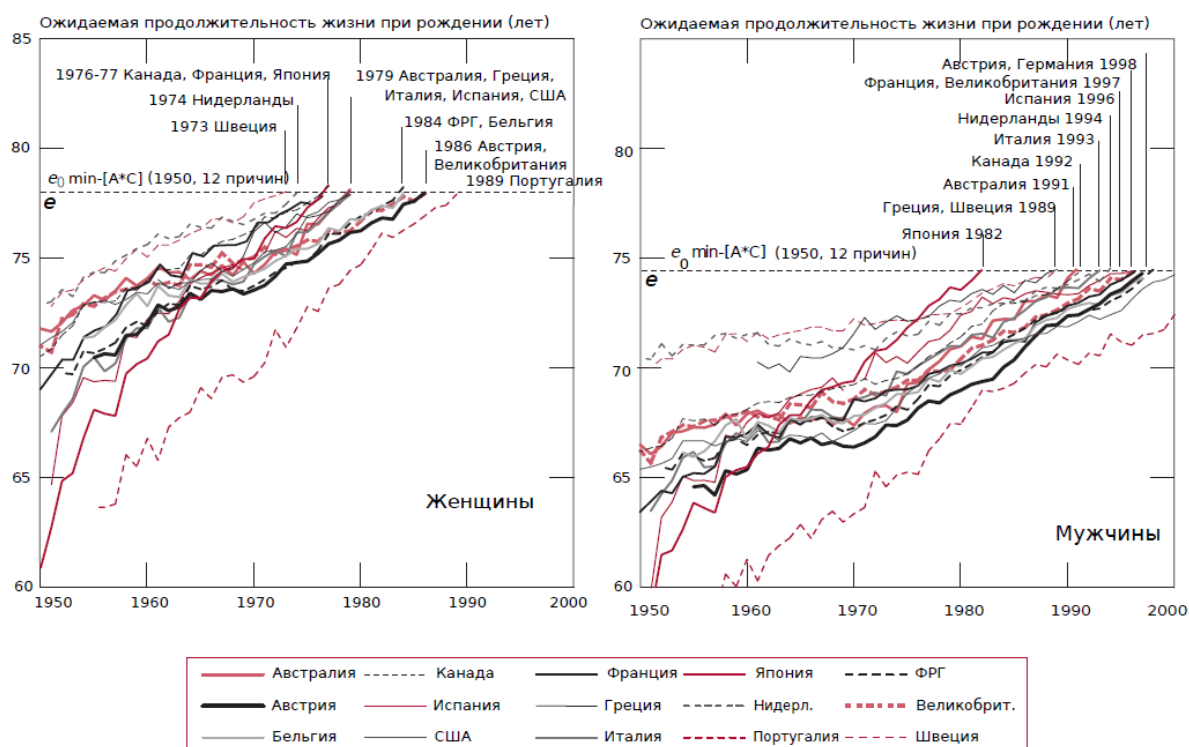 Ожидаемая продолжительность жизни при рождении (лет)
85
80
75
70
65
60
1976-77 Канада, Франция, Япония
1974 Нидерланды
1973 Швеция
1979 Австралия, Греция,
Италия, Испания, США
1984 ФРГ, Бельгия
1986 Австрия,
Великобритания
1989 Португалия
e0 min-[A*C] (1950, 12 причин)
e
Женщины
1950 1960 1970 1980 1990 2000
Ожидаемая продолжительность жизни при рождении (лет)
80
75
70
65
60
Австрия, Германия 1998
Франция, Великобритания 1997
Испания 1996
Нидерланды 1994
Италия 1993
Канада 1992
Австралия 1991
Греция, Швеция 1989
Япония 1982
e0 min-[A*C] (1950, 12 причин)
e
Мужчины
1950 1960 1970 1980 1990 2000
Австралия Канада Франция Япония ФРГ
Австрия Испания Греция Нидерл. Великобрит.
Бельгия США Италия Португалия Швеция